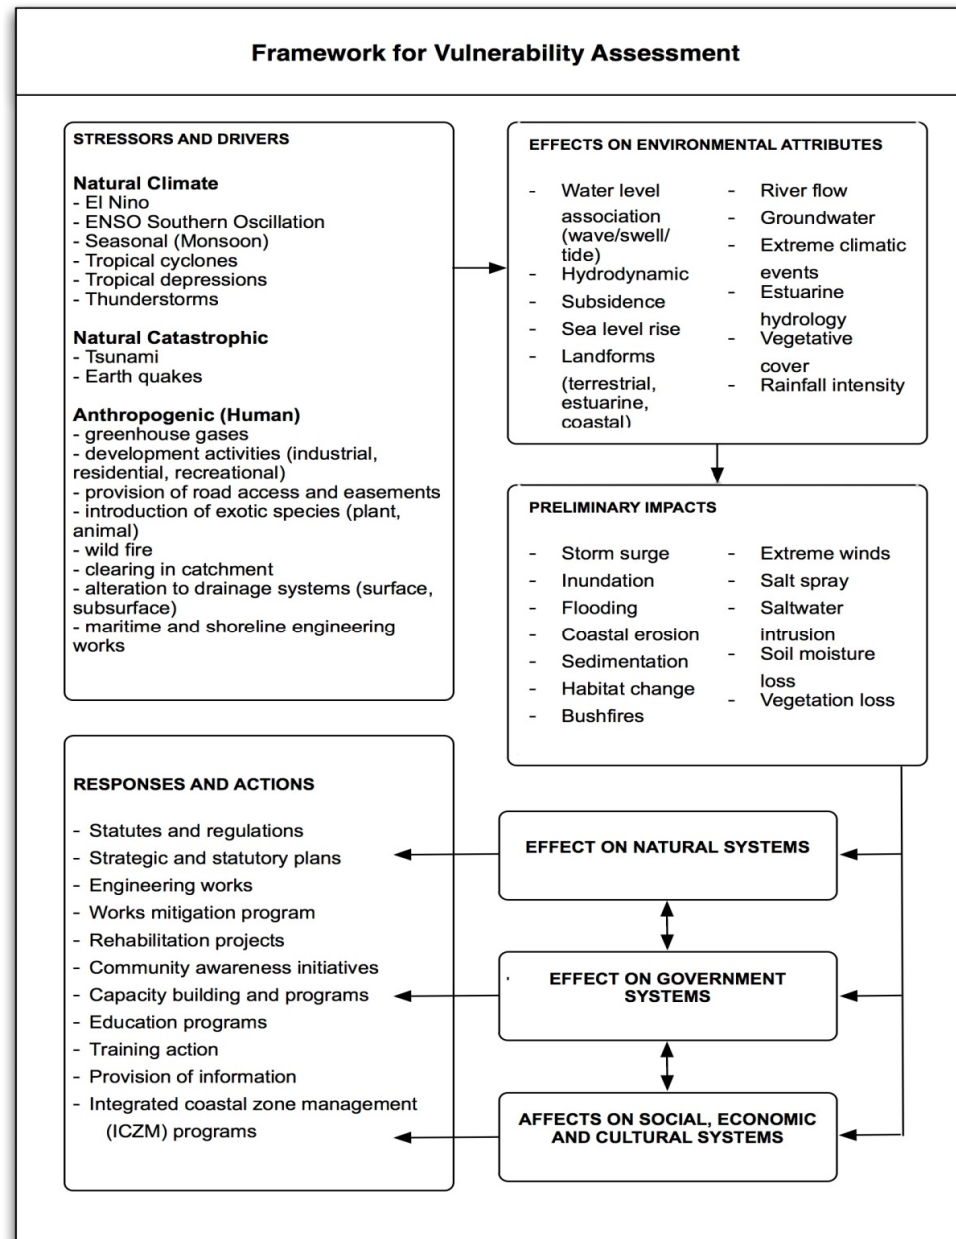 Framework for Vulnerability Assessment
STRESSORS AND DRIVERS
Natural Climate
- El Nino
- ENSO Southern Oscillation
- Seasonal (Monsoon)
- Tropical cyclones
- Tropical depressions
- Thunderstorms
Natural Catastrophic
- Tsunami
- Earth quakes
Anthropogenic (Human)
- greenhouse gases
- development activities (industrial,
residential, recreational)
- provision of road access and easements
- introduction of exotic species (plant,
animal)
- wild fire
- clearing in catchment
- alteration to drainage systems (surface,
subsurface)
- maritime and shoreline engineering
works
EFFECTS ON ENVIRONMENTAL ATTRIBUTES
- Water level
association
(wave/swell/
tide)
- Hydrodynamic
- Subsidence
- Sea level rise
- Landforms
(terrestrial,
estuarine,
coastal)
- River flow
- Groundwater
- Extreme climatic
events
- Estuarine
hydrology
- Vegetative
cover
- Rainfall intensity
PRELIMINARY IMPACTS
- Storm surge
- Inundation
- Flooding
- Coastal erosion
- Sedimentation
- Habitat change
- Bushfires
- Extreme winds
- Salt spray
- Saltwater
intrusion
- Soil moisture
loss
- Vegetation loss
RESPONSES AND ACTIONS
- Statutes and regulations
- Strategic and statutory plans
- Engineering works
- Works mitigation program
- Rehabilitation projects
- Community awareness initiatives
- Capacity building and programs
- Education programs
- Training action
- Provision of information
- Integrated coastal zone management
(ICZM) programs
EFFECT ON NATURAL SYSTEMS
EFFECT ON GOVERNMENT
SYSTEMS
AFFECTS ON SOCIAL, ECONOMIC
AND CULTURAL SYSTEMS